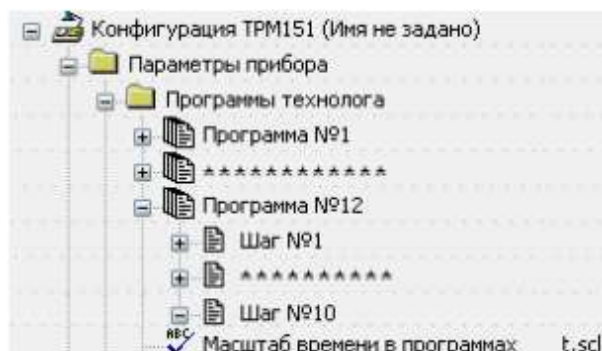 Конфигурация ТРМ151 (Имя не задано)
Параметры прибора
Программы технолога
Программа №1
************
Программа №12
Шаг №1
**********
Шаг №10
Масштаб времени в программах t.scl